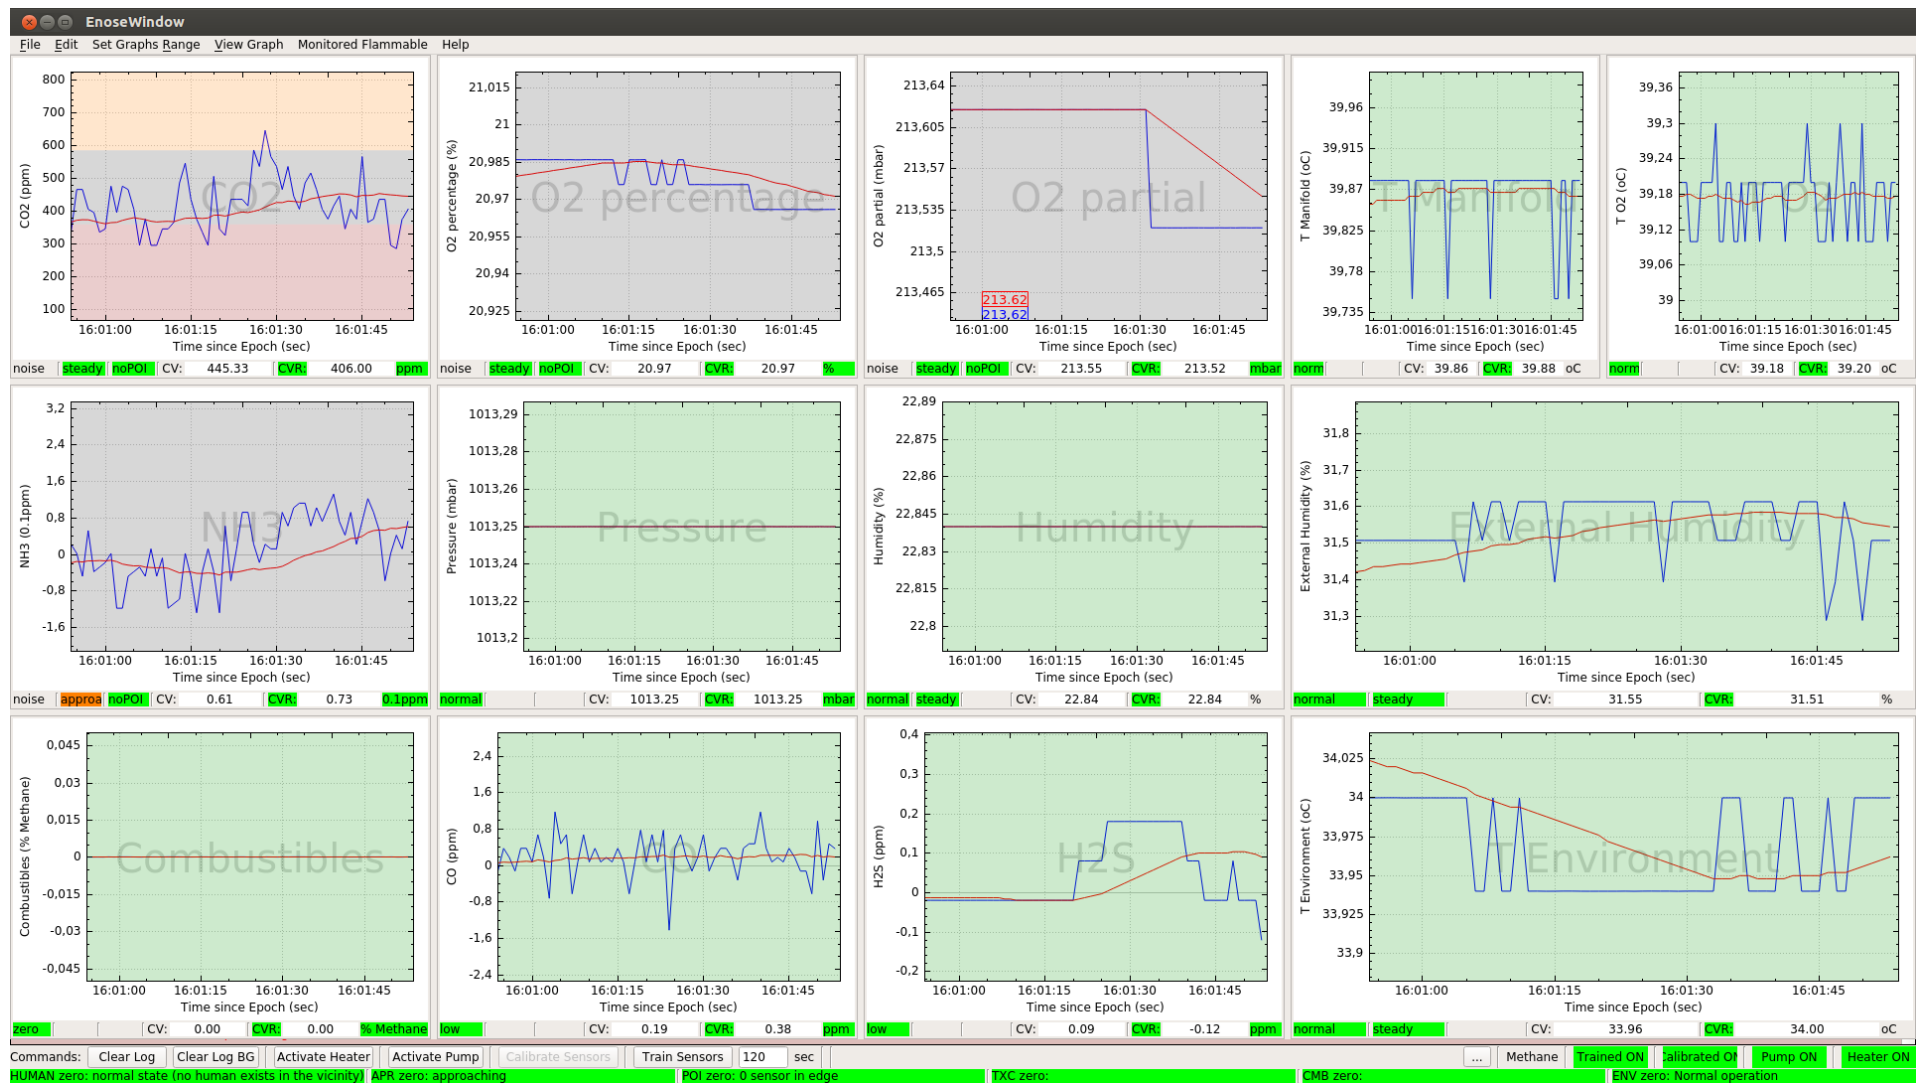 EnoseWindow
File Edit Set Graphs Range View Graph Monitored Flammable Help
CO2 (ppm)
800
700
600
500
400
300
200
100
CO2
16:01:00 16:01:15 16:01:30 16:01:45
Time since Epoch (sec)
noise steady noPOI CV: 445.33 CVR: 406.00 ppm
O2 percentage (%)
21,015
21
20,985
20,97
20,955
20,94
20,925
O2 percentage
16:01:00 16:01:15 16:01:30 16:01:45
Time since Epoch (sec)
noise steady noPOI CV: 20.97 CVR: 20.97 %
O2 partial (mbar)
213,64
213,605
213,57
213,535
213,5
213,465
O2 partial
213.62
213.62
16:01:00 16:01:15 16:01:30 16:01:45
Time since Epoch (sec)
noise steady noPOI CV: 213.55 CVR: 213.52 mbar
T Manifold (oC)
39,96
39,915
39,87
39,825
39,78
39,735
T Manifold
16:01:00 16:01:15 16:01:30 16:01:45
Time since Epoch (sec)
norm CV: 39.86 CVR: 39.88 oC
T O2 (oC)
39,36
39,3
39,24
39,18
39,12
39,06
39
T O2
16:01:00 16:01:15 16:01:30 16:01:45
Time since Epoch (sec)
norm CV: 39.18 CVR: 39.20 oC
NH3 (0.1ppm)
3,2
2,4
1,6
0,8
0
-0,8
-1,6
NH3
16:01:00 16:01:15 16:01:30 16:01:45
Time since Epoch (sec)
noise approa noPOI CV: 0.61 CVR: 0.73 0.1ppm
Pressure (mbar)
1013,29
1013,28
1013,26
1013,25
1013,24
1013,22
1013,2
Pressure
16:01:00 16:01:15 16:01:30 16:01:45
Time since Epoch (sec)
normal CV: 1013.25 CVR: 1013.25 mbar
Humidity (%)
22,89
22,875
22,86
22,845
22,83
22,815
22,8
Humidity
16:01:00 16:01:15 16:01:30 16:01:45
Time since Epoch (sec)
normal steady CV: 22.84 CVR: 22.84 %
External Humidity (%)
31,8
31,7
31,6
31,5
31,4
31,3
External Humidity
16:01:00 16:01:15 16:01:30 16:01:45
Time since Epoch (sec)
normal steady CV: 31.55 CVR: 31.51 %
Combustibles (% Methane)
0,045
0,03
0,015
0
-0,015
-0,03
-0,045
Combustibles
16:01:00 16:01:15 16:01:30 16:01:45
Time since Epoch (sec)
zero CV: 0.00 CVR: 0.00 % Methane
CO (ppm)
2,4
1,6
0,8
0
-0,8
-1,6
-2,4
CO
16:01:00 16:01:15 16:01:30 16:01:45
Time since Epoch (sec)
low CV: 0.19 CVR: 0.38 ppm
H2S (ppm)
0,4
0,3
0,2
0,1
0
-0,1
-0,2
H2S
16:01:00 16:01:15 16:01:30 16:01:45
Time since Epoch (sec)
low CV: 0.09 CVR: -0.12 ppm
T Environment (oC)
34,025
34
33,975
33,95
33,925
33,9
T Environment
16:01:00 16:01:15 16:01:30 16:01:45
Time since Epoch (sec)
normal steady CV: 33.96 CVR: 34.00 oC
Commands: Clear Log Clear Log BG Activate Heater Activate Pump Calibrate Sensors Train Sensors 120 sec ... Methane Trained ON Calibrated ON Pump ON Heater ON
HUMAN zero: normal state (no human exists in the vicinity) APR zero: approaching POI zero: 0 sensor in edge TXC zero: CMB zero: ENV zero: Normal operation